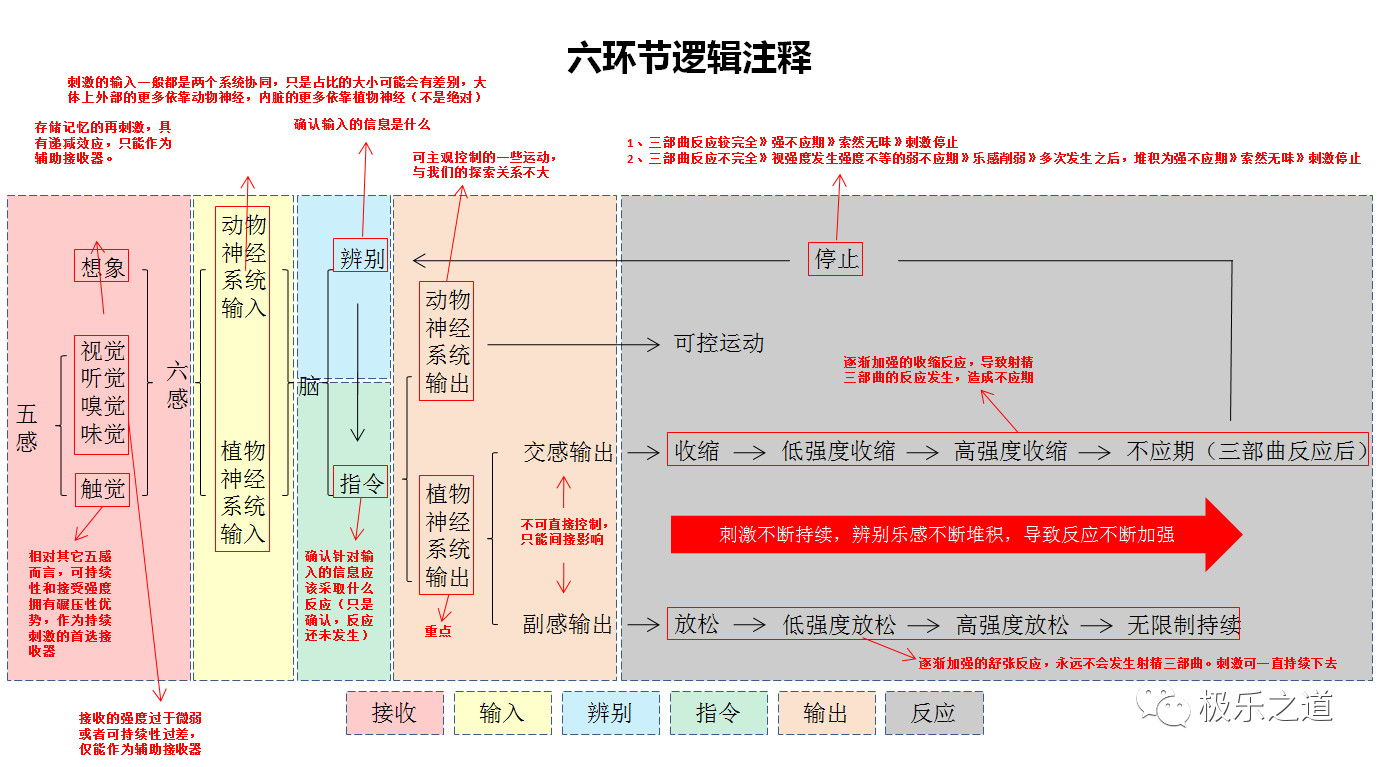 六环节逻辑注释
刺激的输入一般都是两个系统协同，只是占比的大小可能会有差别，大
体上外部的更多依靠动物神经，内脏的更多依靠植物神经（不是绝对）
存储记忆的再刺激，具
有递减效应，只能作为
辅助接收器。
确认输入的信息是什么
可主观控制的一些运动，
与我们的探索关系不大
1、三部曲反应较完全》强不应期》索然无味》刺激停止
2、三部曲反应不完全》视强度发生强度不等的弱不应期》乐感削弱》多次发生之后，堆积为强不应期》索然无味》刺激停止
五
感
想象
视觉
听觉
嗅觉
味觉
触觉
六
感
动物
神经
系统
输入
植物
神经
系统
输入
脑
辨别
指令
动物
神经
系统
输出
植物
神经
系统
输出
停止
可控运动
逐渐加强的收缩反应，导致射精
三部曲的反应发生，造成不应期
交感输出
收缩
低强度收缩
高强度收缩
不应期（三部曲反应后）
不可直接控制，
只能间接影响
刺激不断持续，辨别乐感不断堆积，导致反应不断加强
副感输出
放松
低强度放松
高强度放松
无限制持续
逐渐加强的舒张反应，永远不会发生射精三部曲。刺激可一直持续下去
相对其它五感
而言，可持续
性和接受强度
拥有碾压性优
势，作为持续
刺激的首选接
收器
确认针对输
入的信息应
该采取什么
反应（只是
确认，反应
还未发生）
重点
接收的强度过于微弱
或者可持续性过差，
仅能作为辅助接收器
接收
输入
辨别
指令
输出
反应
极乐之道